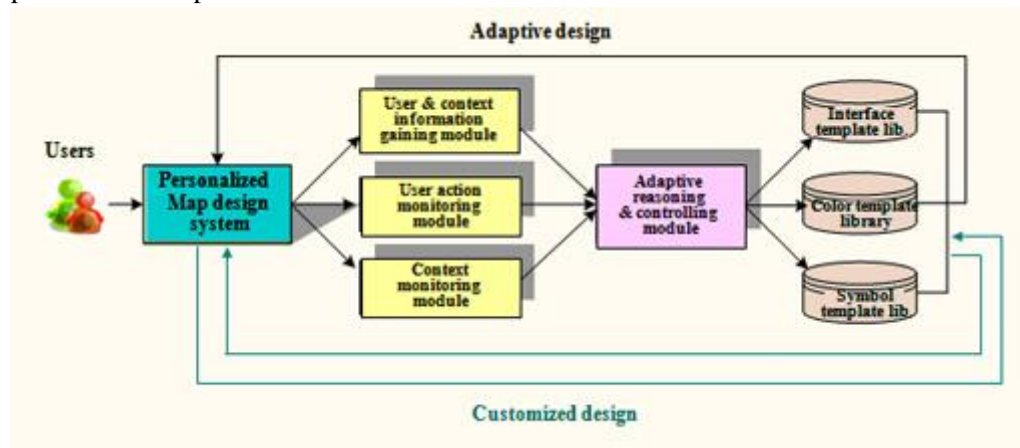 Adaptive design
Users
Personalized
Map design
system
User & context
information
gaining module
User action
monitoring
module
Context
monitoring
module
Adaptive
reasoning
& controlling
module
Interface
template lib.
Color template
library
Symbol
template lib
Customized design